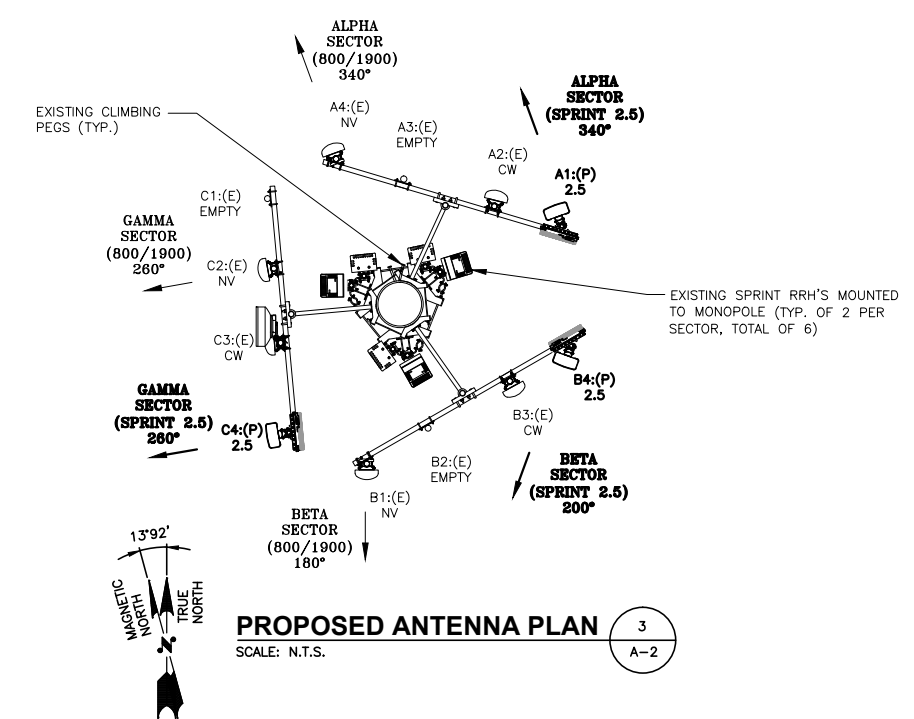 ALPHA
SECTOR
(800/1900)
340°
ALPHA
SECTOR
(SPRINT 2.5)
340°
EXISTING CLIMBING
PEGS (TYP.)
A4:(E)
NV
A3:(E)
EMPTY
A2:(E)
CW
A1:(P)
2.5
C1:(E)
EMPTY
GAMMA
SECTOR
(800/1900)
260°
C2:(E)
NV
C3:(E)
CW
EXISTING SPRINT RRH'S MOUNTED
TO MONOPOLE (TYP. OF 2 PER
SECTOR, TOTAL OF 6)
GAMMA
SECTOR
(SPRINT 2.5)
260°
C4:(P)
2.5
B4:(P)
2.5
B3:(E)
CW
B2:(E)
EMPTY
B1:(E)
NV
BETA
SECTOR
(SPRINT 2.5)
200°
BETA
SECTOR
(800/1900)
180°
13°92'
MAGNETIC
NORTH
TRUE
NORTH
N
PROPOSED ANTENNA PLAN
SCALE: N.T.S.
3
A-2